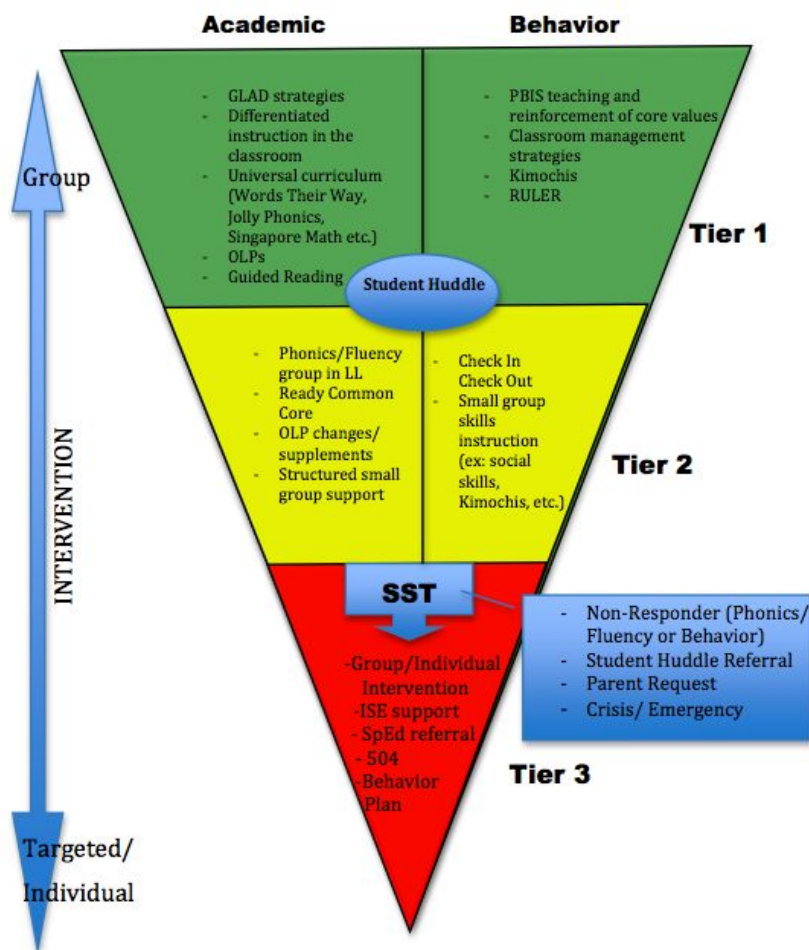 Academic
Behavior
Group
INTERVENTION
Targeted/
Individual
- GLAD strategies
- Differentiated
instruction in the
classroom
- Universal curriculum
(Words Their Way,
Jolly Phonics,
Singapore Math etc.)
- OLPs
- Guided Reading
- PBIS teaching and
reinforcement of core values
- Classroom management
strategies
- Kimochis
- RULER
Tier 1
Student Huddle
- Phonics/Fluency
group in LL
- Ready Common
Core
- OLP changes/
supplements
- Structured small
group support
- Check In
Check Out
- Small group
skills
instruction
(ex: social
skills,
Kimochis, etc.)
Tier 2
SST
- Non-Responder (Phonics/
Fluency or Behavior)
- Student Huddle Referral
- Parent Request
- Crisis/ Emergency
-Group/Individual
Intervention
-ISE support
- SpEd referral
- 504
-Behavior
Plan
Tier 3